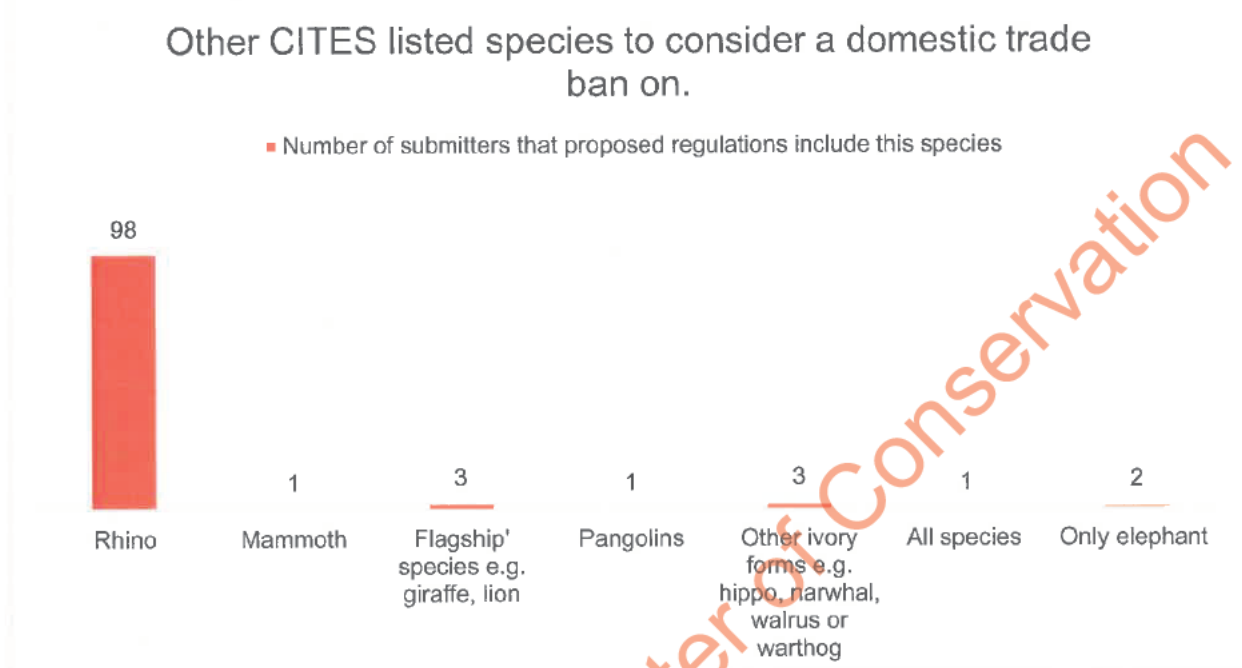 Other CITES listed species to consider a domestic trade
ban on.
Number of submitters that proposed regulations include this species
98
1
3
1
3
1
2
Rhino
Mammoth
Flagship'
species e.g.
giraffe, lion
Pangolins
Other ivory
forms e.g.
hippo, narwhal,
walrus or
warthog
All species
Only elephant
of Conservation